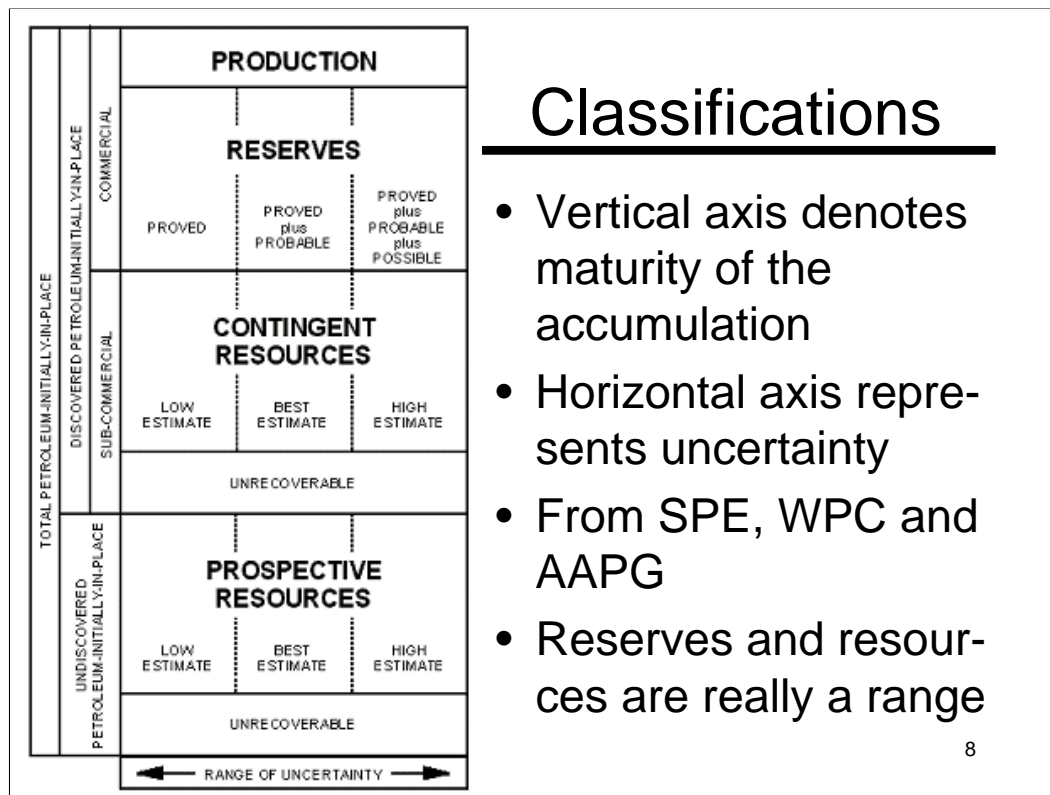 PRODUCTION
RESERVES
PROVED
PROVED
plus
PROBABLE
PROVED
plus
PROBABLE
plus
POSSIBLE
CONTINGENT
RESOURCES
LOW
ESTIMATE
BEST
ESTIMATE
HIGH
ESTIMATE
UNRECOVERABLE
PROSPECTIVE
RESOURCES
LOW
ESTIMATE
BEST
ESTIMATE
HIGH
ESTIMATE
UNRECOVERABLE
RANGE OF UNCERTAINTY
TOTAL PETROLEUM-INITIALLY-IN-PLACE
DISCOVERED PETROLEUM-INITIALLY-IN-PLACE
UNDISCOVERED
PETROLEUM-INITIALLY-IN-PLACE
COMMERCIAL
SUB-COMMERCIAL
Classifications
• Vertical axis denotes
maturity of the
accumulation
• Horizontal axis repre-
sents uncertainty
• From SPE, WPC and
AAPG
• Reserves and resour-
ces are really a range
8